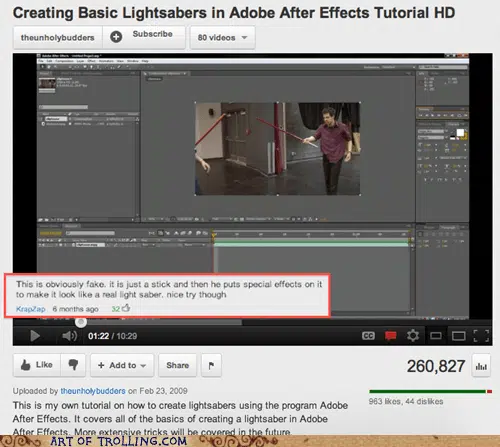 Creating Basic Lightsabers in Adobe After Effects Tutorial HD
theunholybudders Subscribe 80 videos
This is obviously fake. it is just a stick and then he puts special effects on it
to make it look like a real light saber. nice try though
KrapZap 6 months ago 32
01:22 / 10:29 CC
Like + Add to Share 260,827
Uploaded by theunholybudders on Feb 23, 2009
963 likes, 44 dislikes
This is my own tutorial on how to create lightsabers using the program Adobe
After Effects. It covers all of the basics of creating a lightsaber in Adobe
After Effects. More extensive tricks will be covered in the future.
ART OF TROLLING.COM